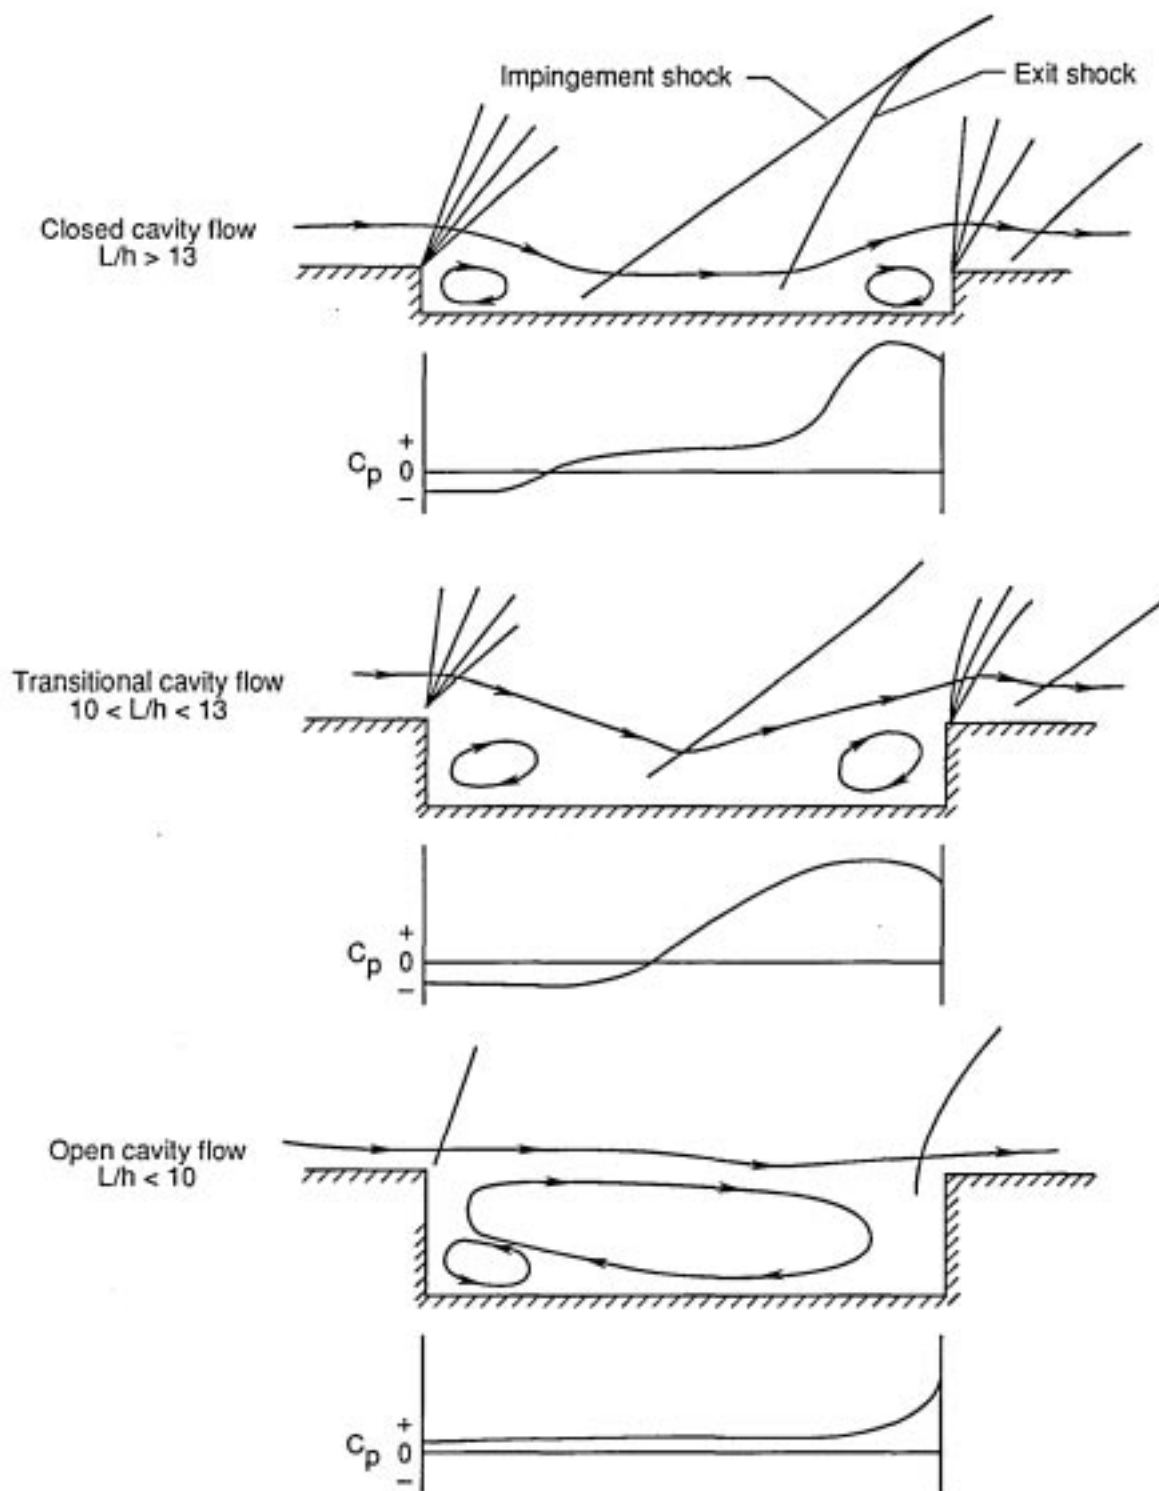 Impingement shock
Exit shock
Closed cavity flow
L/h > 13
+
Cp 0
−
Transitional cavity flow
10 < L/h < 13
+
Cp 0
−
Open cavity flow
L/h < 10
+
Cp 0
−